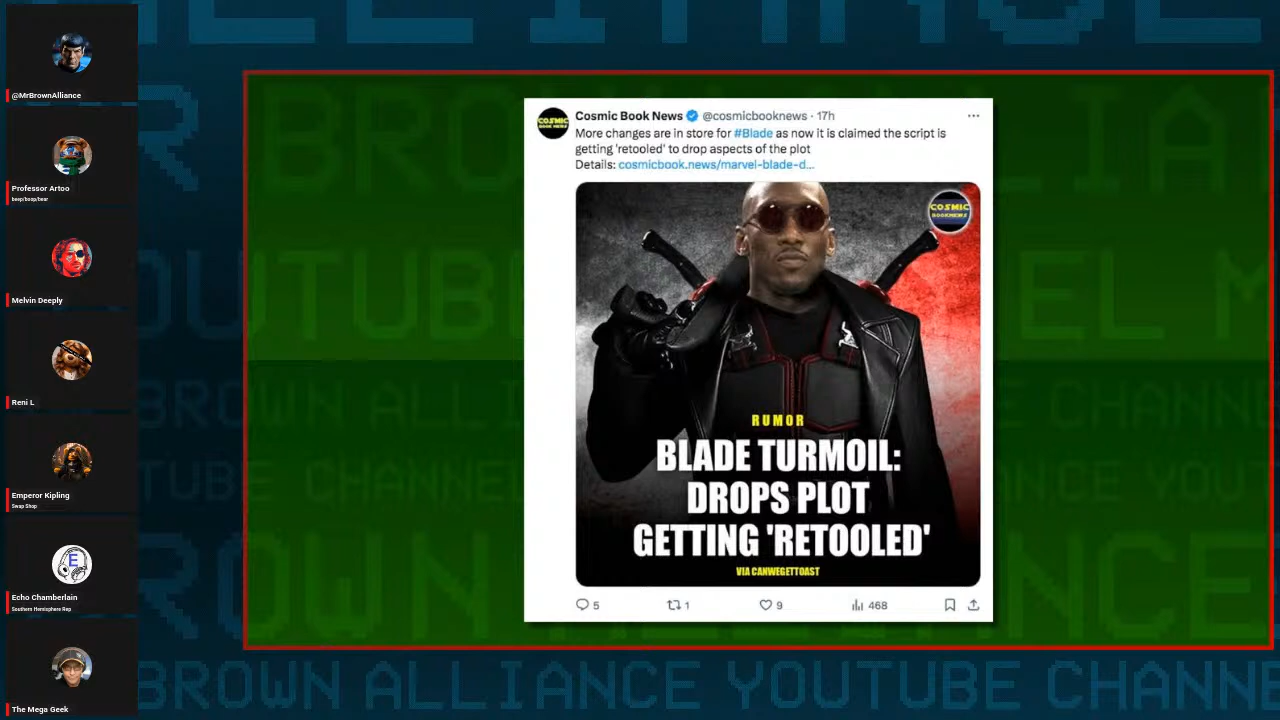 @MrBrownAlliance
Professor Artoo
beep/boop/bear
Melvin Deeply
Reni L
Emperor Kipling
Swap Shop
Echo Chamberlain
Southern Hemisphere Rep
The Mega Geek
Cosmic Book News @cosmicbooknews · 17h
More changes are in store for #Blade as now it is claimed the script is
getting 'retooled' to drop aspects of the plot
Details: cosmicbook.news/marvel-blade-d...
COSMIC
BOOK NEWS
RUMOR
BLADE TURMOIL:
DROPS PLOT
GETTING 'RETOOLED'
VIA CANWEGETTOAST
5 1 9 468
BROWN ALLIANCE YOUTUBE CHANNE